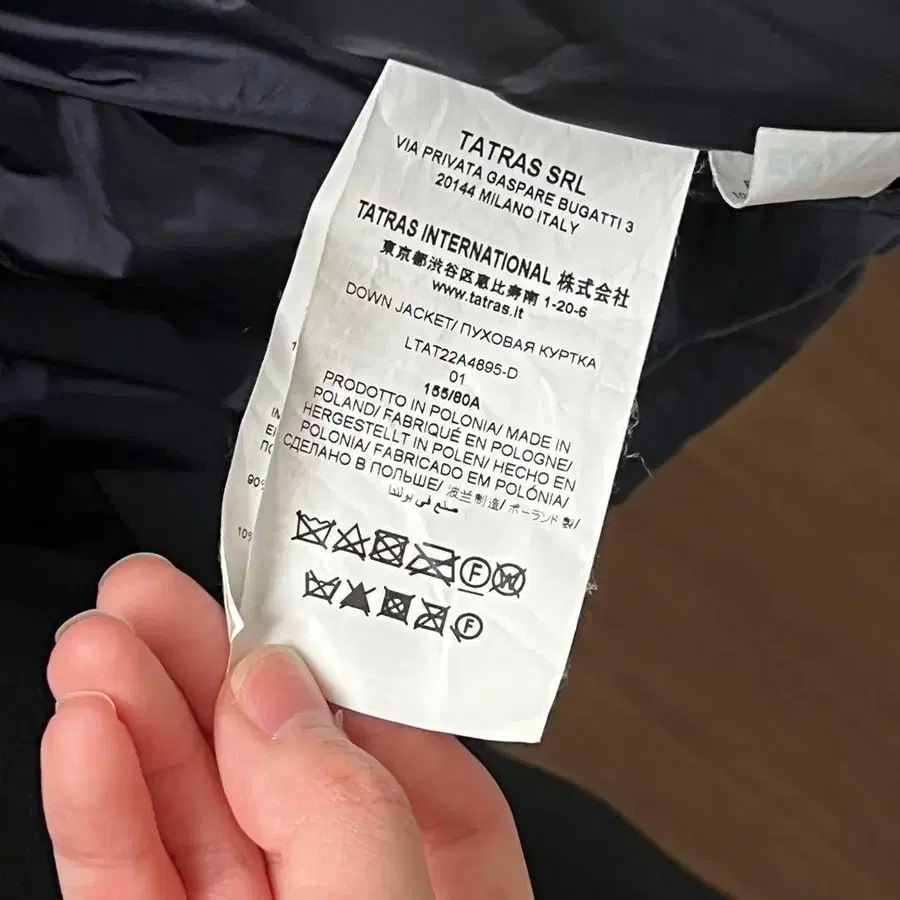 TATRAS SRL
VIA PRIVATA GASPARE BUGATTI 3
20144 MILANO ITALY
TATRAS INTERNATIONAL 株式会社
東京都渋谷区恵比寿南 1-20-6
www.tatras.it
DOWN JACKET/ ПУХОВАЯ КУРТКА
LTAT22A4895-D
01
155/80A
PRODOTTO IN POLONIA/ MADE IN
POLAND/ FABRIQUÉ EN POLOGNE/
HERGESTELLT IN POLEN/ HECHO EN
POLONIA/ FABRICADO EM POLÓNIA/
СДЕЛАНО В ПОЛЬШЕ/ 波兰制造/ ポーランド製/
صنع في بولندا
F W
F
90%
10%